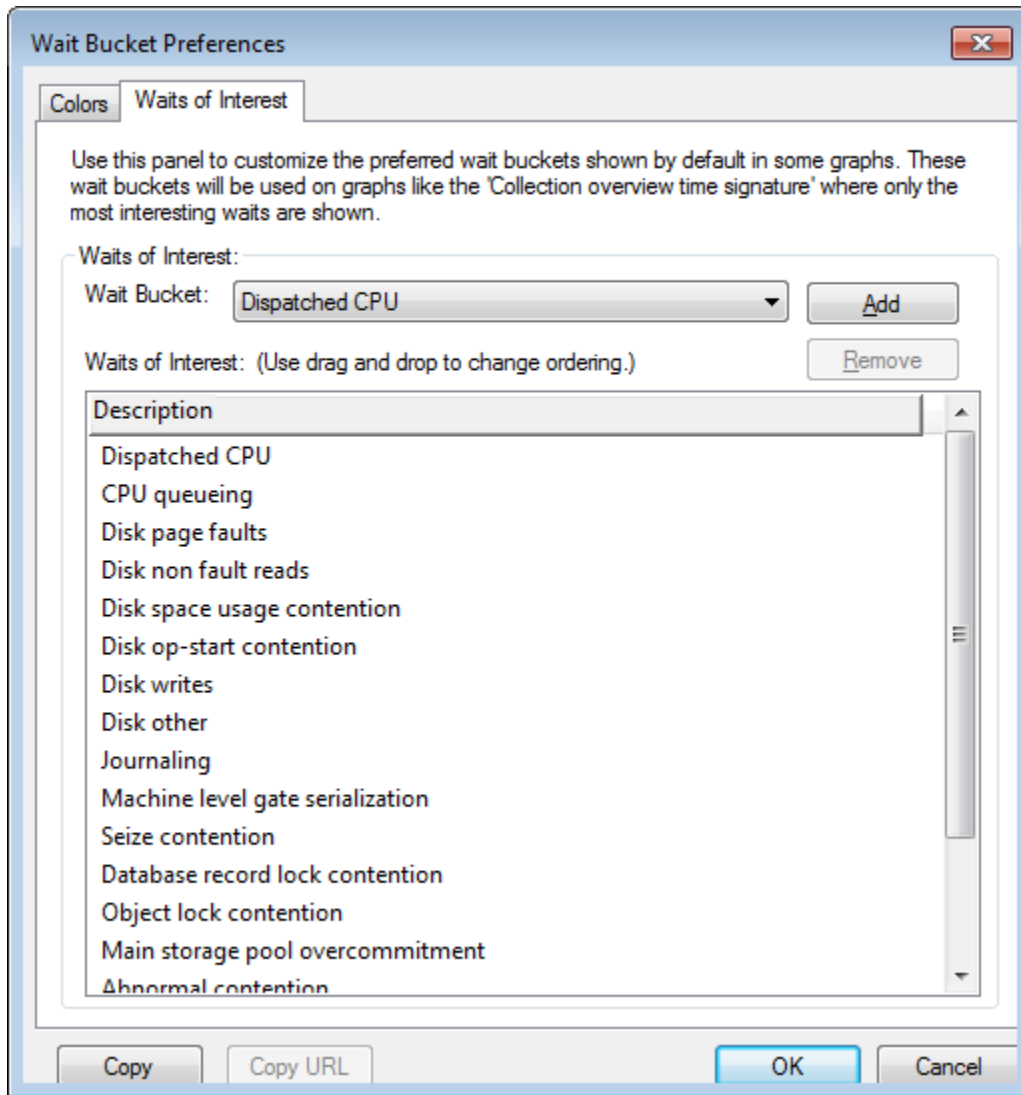 Wait Bucket Preferences
Colors
Waits of Interest
Use this panel to customize the preferred wait buckets shown by default in some graphs. These
wait buckets will be used on graphs like the 'Collection overview time signature' where only the
most interesting waits are shown.
Waits of Interest:
Wait Bucket:
Dispatched CPU
Add
Waits of Interest: (Use drag and drop to change ordering.)
Remove
Description
Dispatched CPU
CPU queueing
Disk page faults
Disk non fault reads
Disk space usage contention
Disk op-start contention
Disk writes
Disk other
Journaling
Machine level gate serialization
Seize contention
Database record lock contention
Object lock contention
Main storage pool overcommitment
Abnormal contention
Copy
Copy URL
OK
Cancel